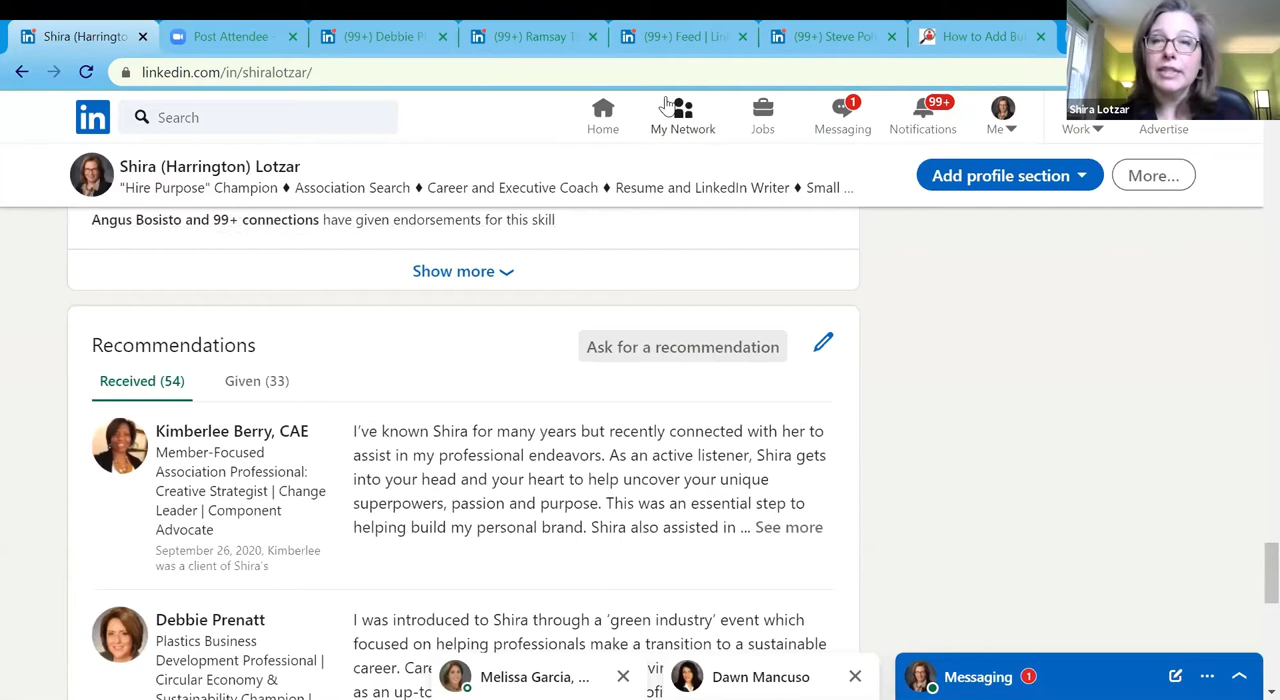 Shira (Harringto
Post Attendee -
(99+) Debbie P
(99+) Ramsay T
(99+) Feed | Lin
(99+) Steve Po
How to Add Bu
linkedin.com/in/shiralotzar/
Shira Lotzar
in
Search
Home
My Network
Jobs
1
Messaging
99+
Notifications
Me
Work
Advertise
Shira (Harrington) Lotzar
"Hire Purpose" Champion ♦ Association Search ♦ Career and Executive Coach ♦ Resume and LinkedIn Writer ♦ Small ...
Add profile section
More...
Angus Bosisto and 99+ connections have given endorsements for this skill
Show more
Recommendations
Ask for a recommendation
Received (54)
Given (33)
Kimberlee Berry, CAE
Member-Focused
Association Professional:
Creative Strategist | Change
Leader | Component
Advocate
September 26, 2020, Kimberlee
was a client of Shira's
I've known Shira for many years but recently connected with her to
assist in my professional endeavors. As an active listener, Shira gets
into your head and your heart to help uncover your unique
superpowers, passion and purpose. This was an essential step to
helping build my personal brand. Shira also assisted in ... See more
Debbie Prenatt
Plastics Business
Development Professional |
Circular Economy &
Sustainability Champion |
I was introduced to Shira through a 'green industry' event which
focused on helping professionals make a transition to a sustainable
career.
as an up-to
Melissa Garcia, ...
Dawn Mancuso
Messaging
1